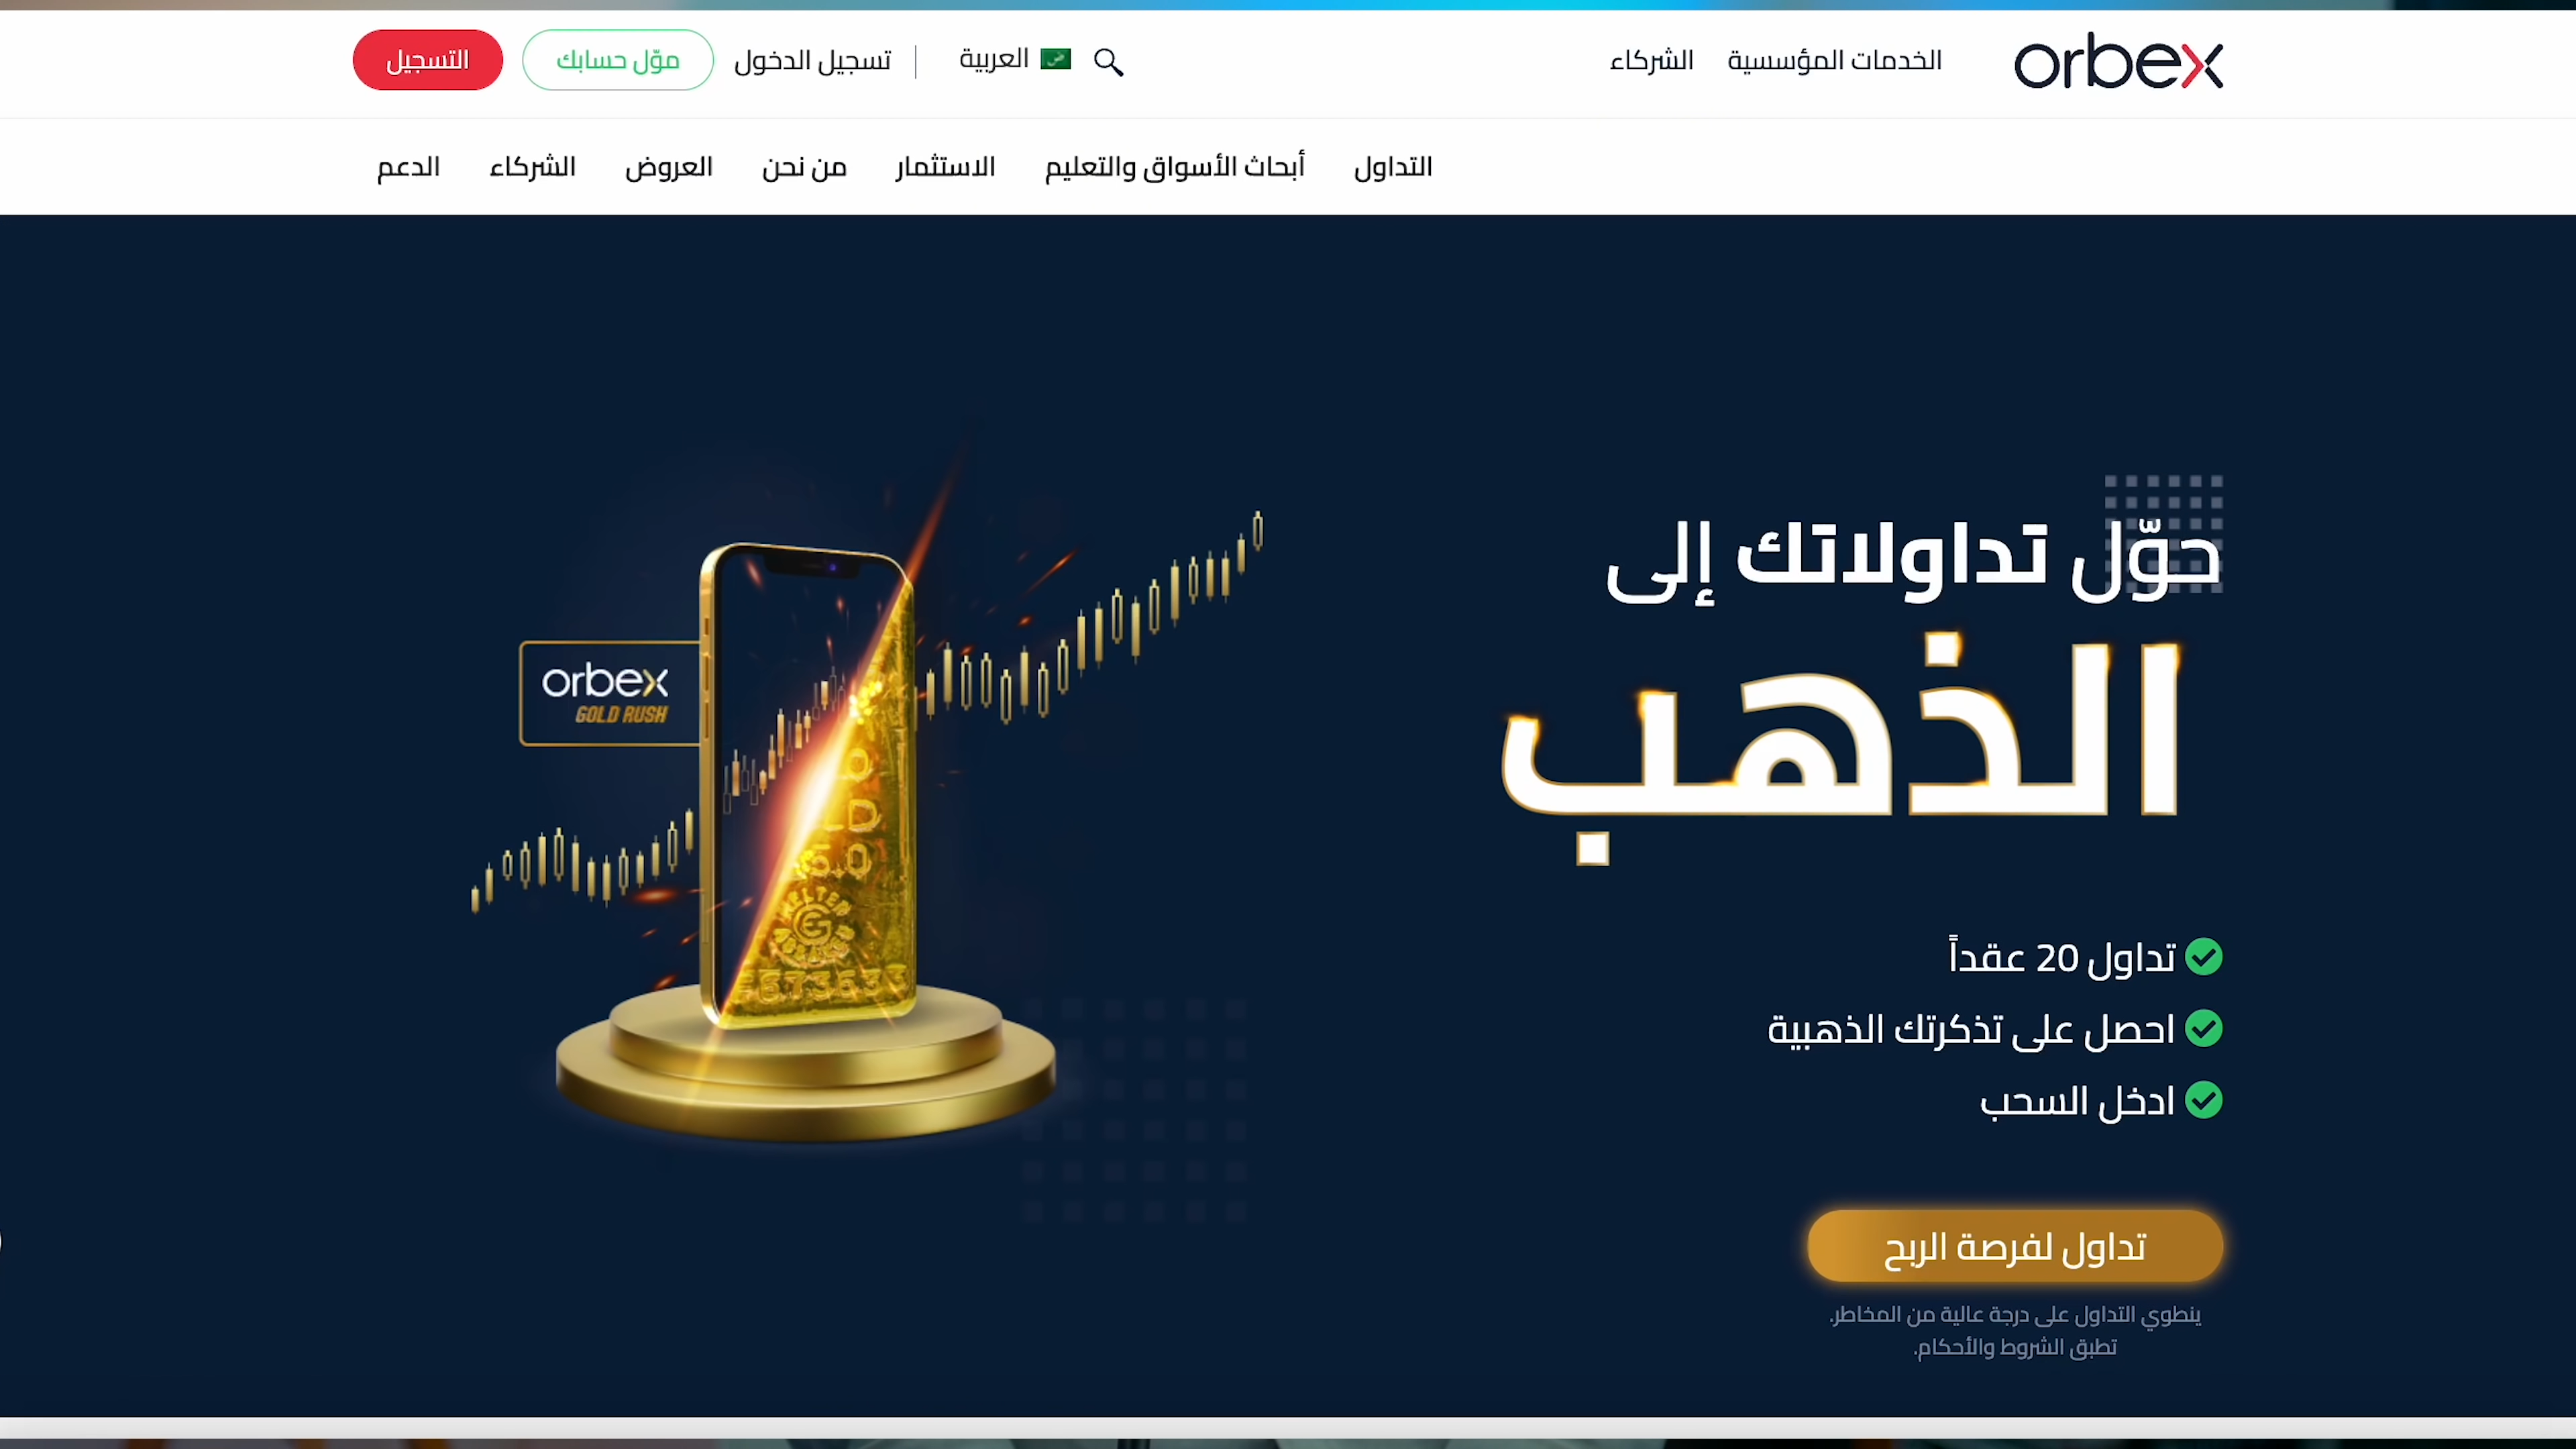 orbex
الخدمات المؤسسية
الشركاء
العربية
تسجيل الدخول
موّل حسابك
التسجيل
التداول
أبحاث الأسواق والتعليم
الاستثمار
من نحن
العروض
الشركاء
الدعم
حوّل تداولاتك إلى
الذهب
تداول 20 عقداً
احصل على تذكرتك الذهبية
ادخل السحب
تداول لفرصة الربح
ينطوي التداول على درجة عالية من المخاطر.
تطبق الشروط والأحكام.
orbex
GOLD RUSH